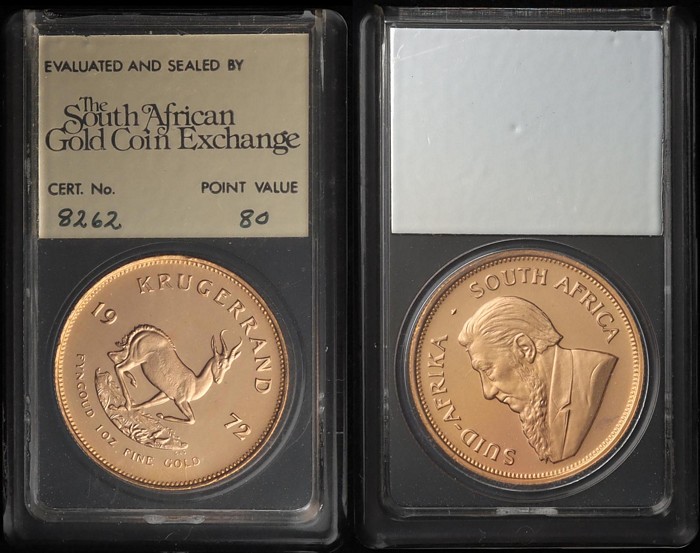 EVALUATED AND SEALED BY
The
South African
Gold Coin Exchange
CERT. No. POINT VALUE
8262 80
KRUGERRAND
19 72
FYNGOUD 1 OZ FINE GOLD
SUID-AFRIKA · SOUTH AFRICA